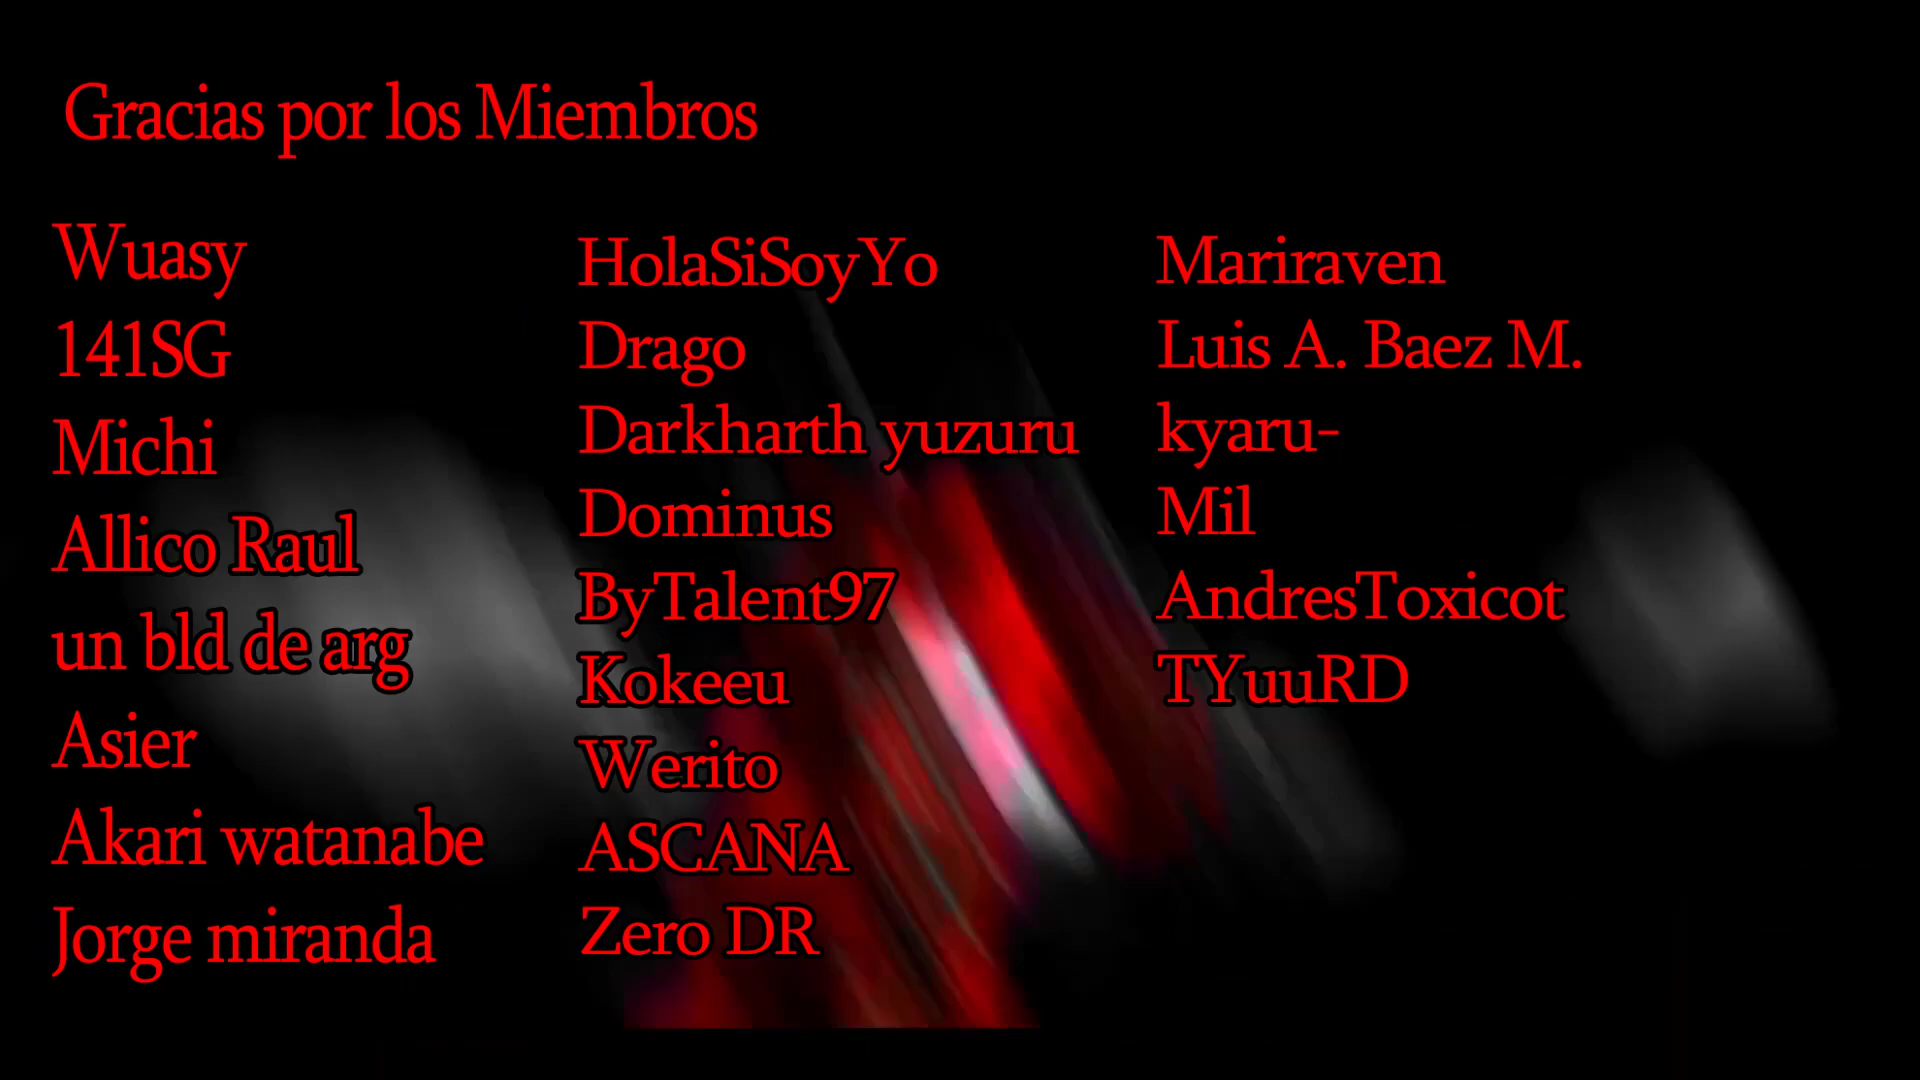 Gracias por los Miembros
Wuasy
141SG
Michi
Allico Raul
un bld de arg
Asier
Akari watanabe
Jorge miranda
HolaSiSoyYo
Drago
Darkharth yuzuru
Dominus
ByTalent97
Kokeeu
Werito
ASCANA
Zero DR
Mariraven
Luis A. Baez M.
kyaru-
Mil
AndresToxicot
TYuuRD